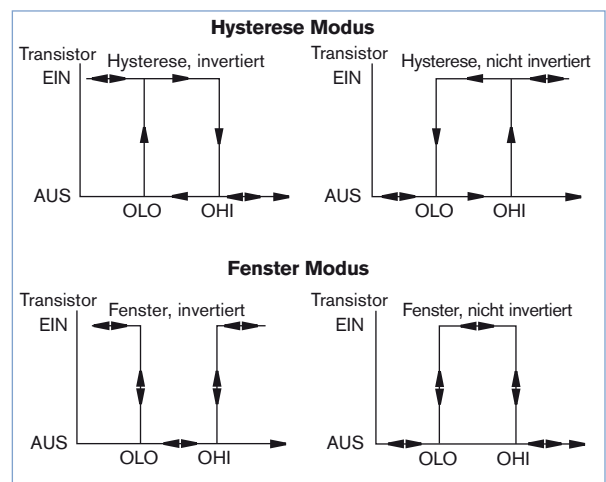 Hysterese Modus
Transistor
Hysterese, invertiert
EIN
AUS
OLO
OHI
Transistor
Hysterese, nicht invertiert
EIN
AUS
OLO
OHI
Fenster Modus
Transistor
Fenster, invertiert
EIN
AUS
OLO
OHI
Transistor
Fenster, nicht invertiert
EIN
AUS
OLO
OHI